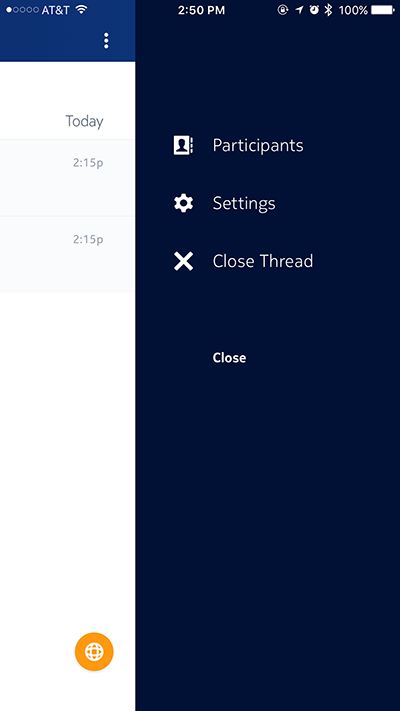 AT&T 2:50 PM 100%
Today
2:15p
2:15p
Participants
Settings
Close Thread
Close